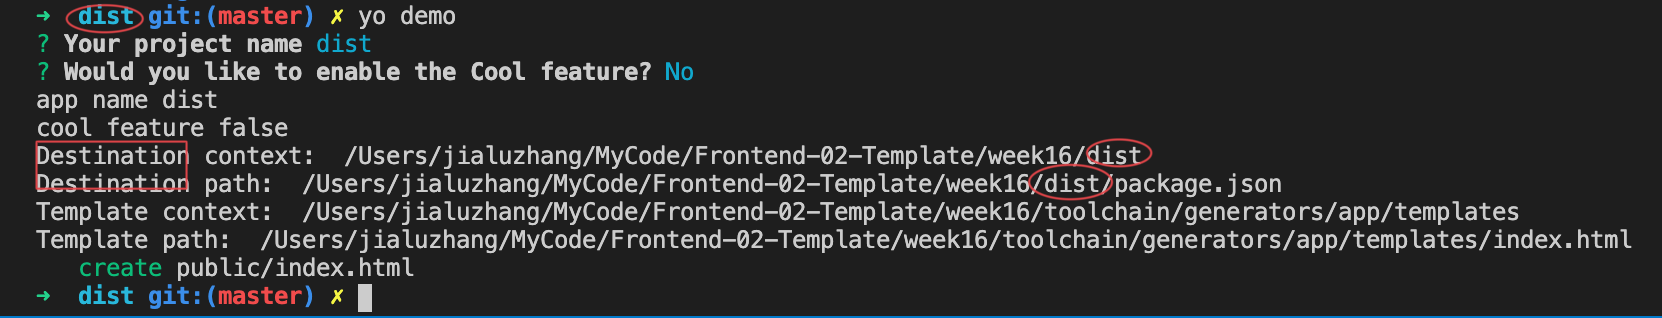 ➜  dist git:(master) ✗ yo demo
? Your project name dist
? Would you like to enable the Cool feature? No
app name dist
cool feature false
Destination context:  /Users/jialuzhang/MyCode/Frontend-02-Template/week16/dist
Destination path:  /Users/jialuzhang/MyCode/Frontend-02-Template/week16/dist/package.json
Template context:  /Users/jialuzhang/MyCode/Frontend-02-Template/week16/toolchain/generators/app/templates
Template path:  /Users/jialuzhang/MyCode/Frontend-02-Template/week16/toolchain/generators/app/templates/index.html
   create public/index.html
➜  dist git:(master) ✗